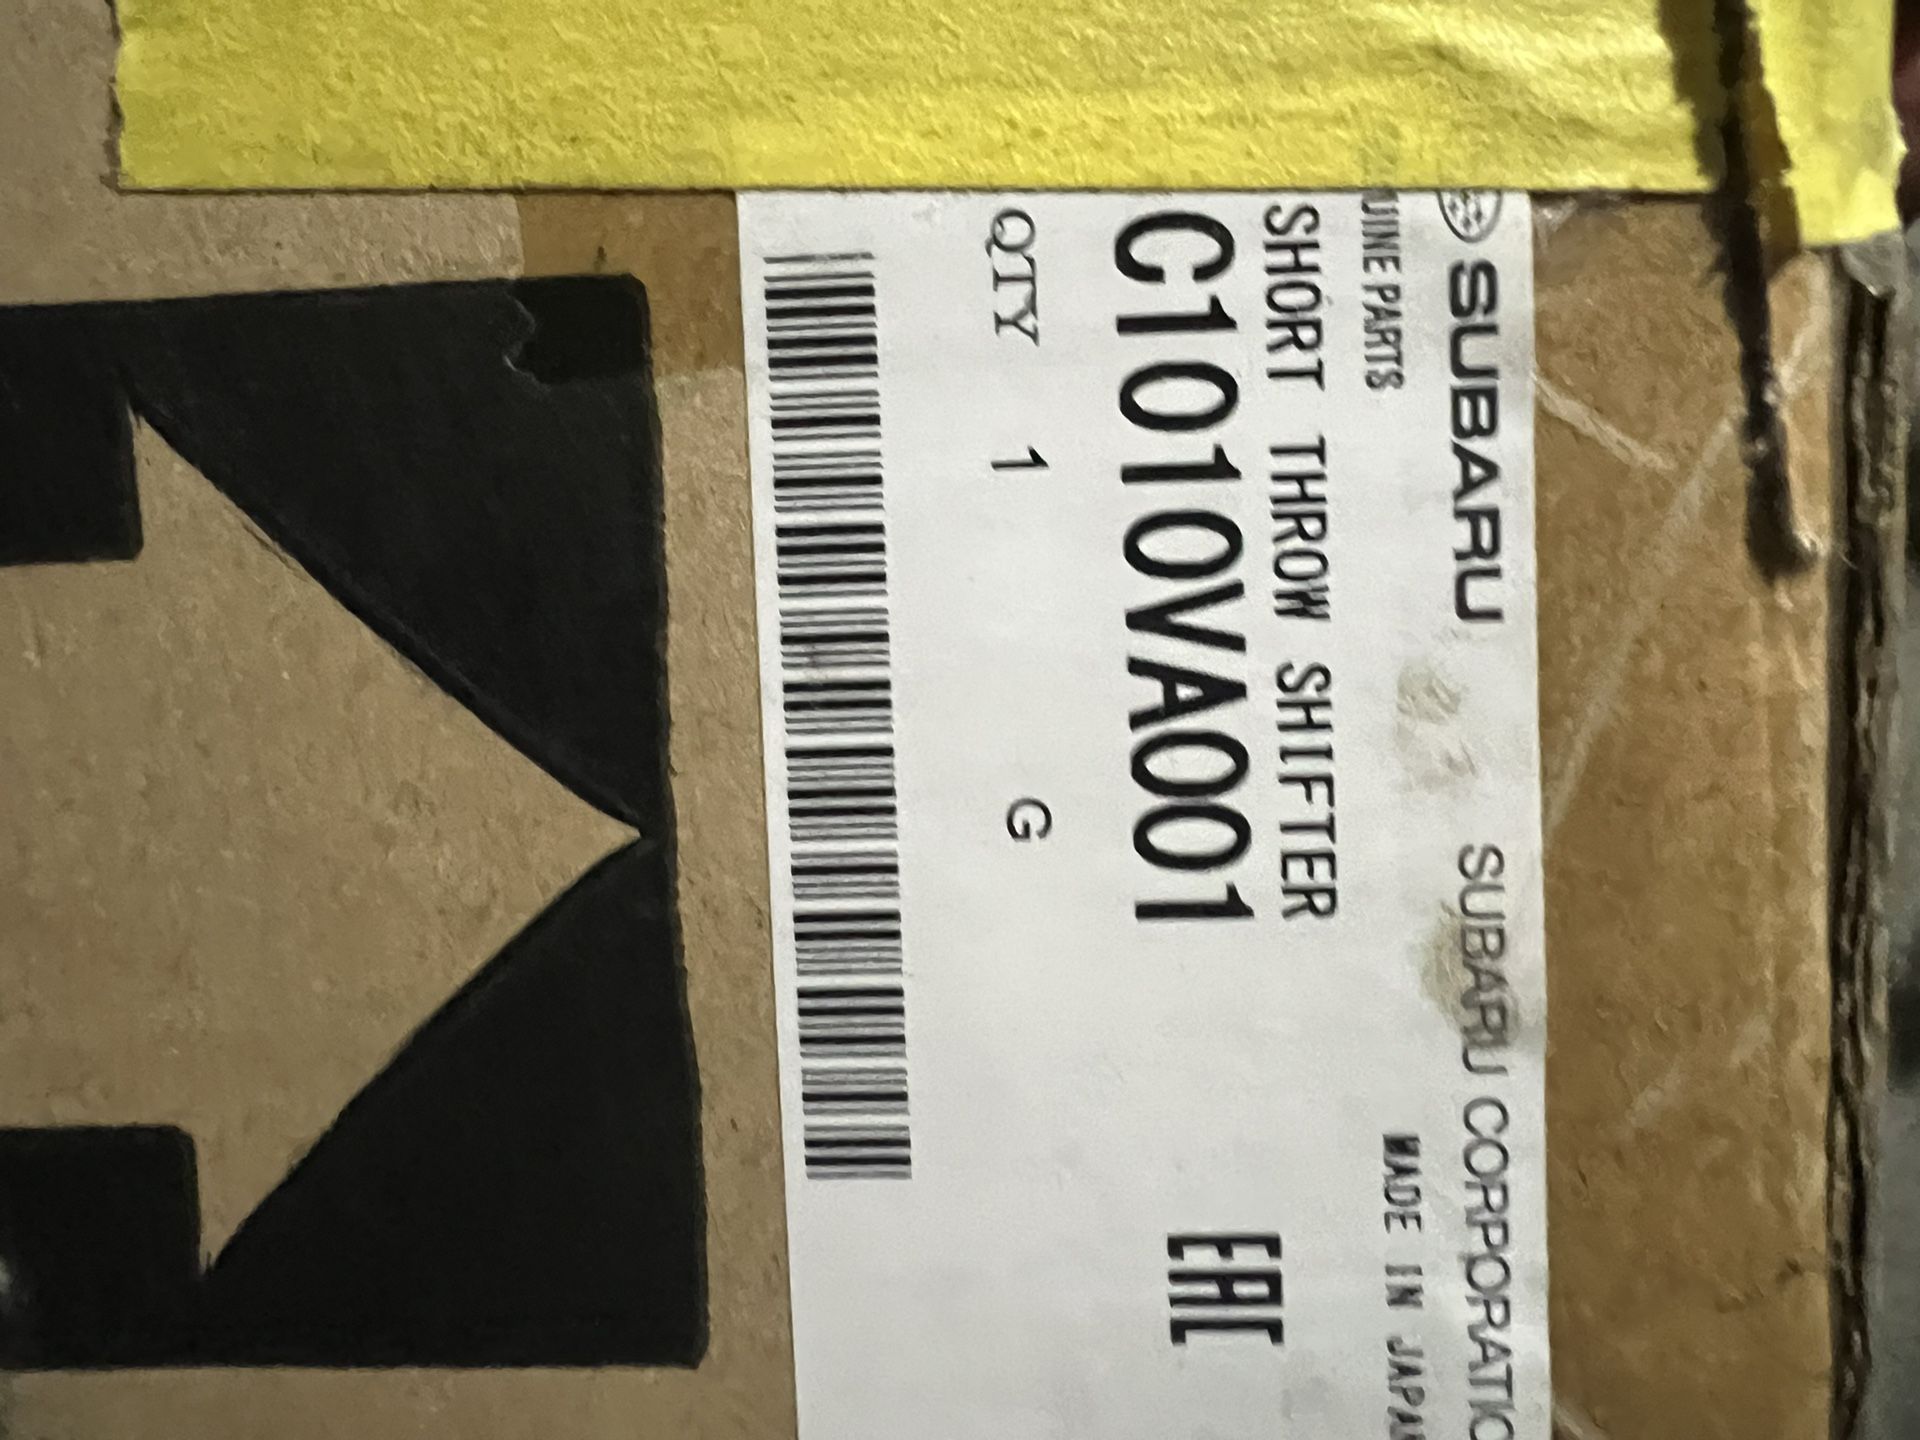 SUBARU SUBARU CORPORATIO
UINE PARTS MADE IN JAPA
SHORT THROW SHIFTER
C1010VA001 EAC
QTY 1 G